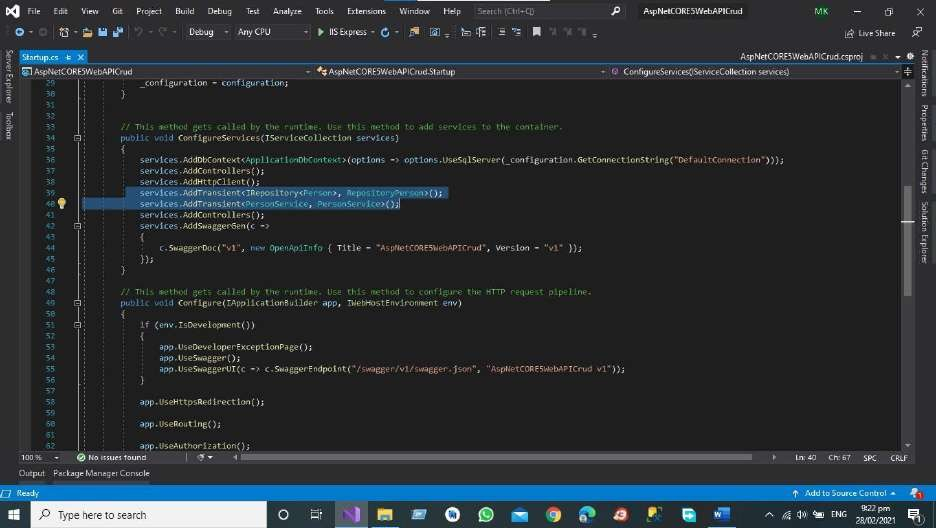 File Edit View Git Project Build Debug Test Analyze Tools Extensions Window Help Search (Ctrl+Q) AspNetCORE5WebAPICrud MK
Debug Any CPU IIS Express Live Share
Startup.cs AspNetCORE5WebAPICrud.csproj
AspNetCORE5WebAPICrud AspNetCORE5WebAPICrud.Startup ConfigureServices(IServiceCollection services)
Server Explorer
Toolbox
29 _configuration = configuration;
30 }
31
32
33 // This method gets called by the runtime. Use this method to add services to the container.
34 public void ConfigureServices(IServiceCollection services)
35 {
36 services.AddDbContext<ApplicationDbContext>(options => options.UseSqlServer(_configuration.GetConnectionString("DefaultConnection")));
37 services.AddControllers();
38 services.AddHttpClient();
39 services.AddTransient<IRepository<Person>, RepositoryPerson>();
40 services.AddTransient<PersonService, PersonService>();
41 services.AddControllers();
42 services.AddSwaggerGen(c =>
43 {
44 c.SwaggerDoc("v1", new OpenApiInfo { Title = "AspNetCORE5WebAPICrud", Version = "v1" });
45 });
46 }
47
48 // This method gets called by the runtime. Use this method to configure the HTTP request pipeline.
49 public void Configure(IApplicationBuilder app, IWebHostEnvironment env)
50 {
51 if (env.IsDevelopment())
52 {
53 app.UseDeveloperExceptionPage();
54 app.UseSwagger();
55 app.UseSwaggerUI(c => c.SwaggerEndpoint("/swagger/v1/swagger.json", "AspNetCORE5WebAPICrud v1"));
56 }
57
58 app.UseHttpsRedirection();
59
60 app.UseRouting();
61
62 app.UseAuthorization();
Notifications
Properties
Git Changes
Solution Explorer
100 % No issues found Ln: 40 Ch: 67 SPC CRLF
Output Package Manager Console
Ready Add to Source Control 1
Type here to search ENG 9:22 pm
28/02/2021 1